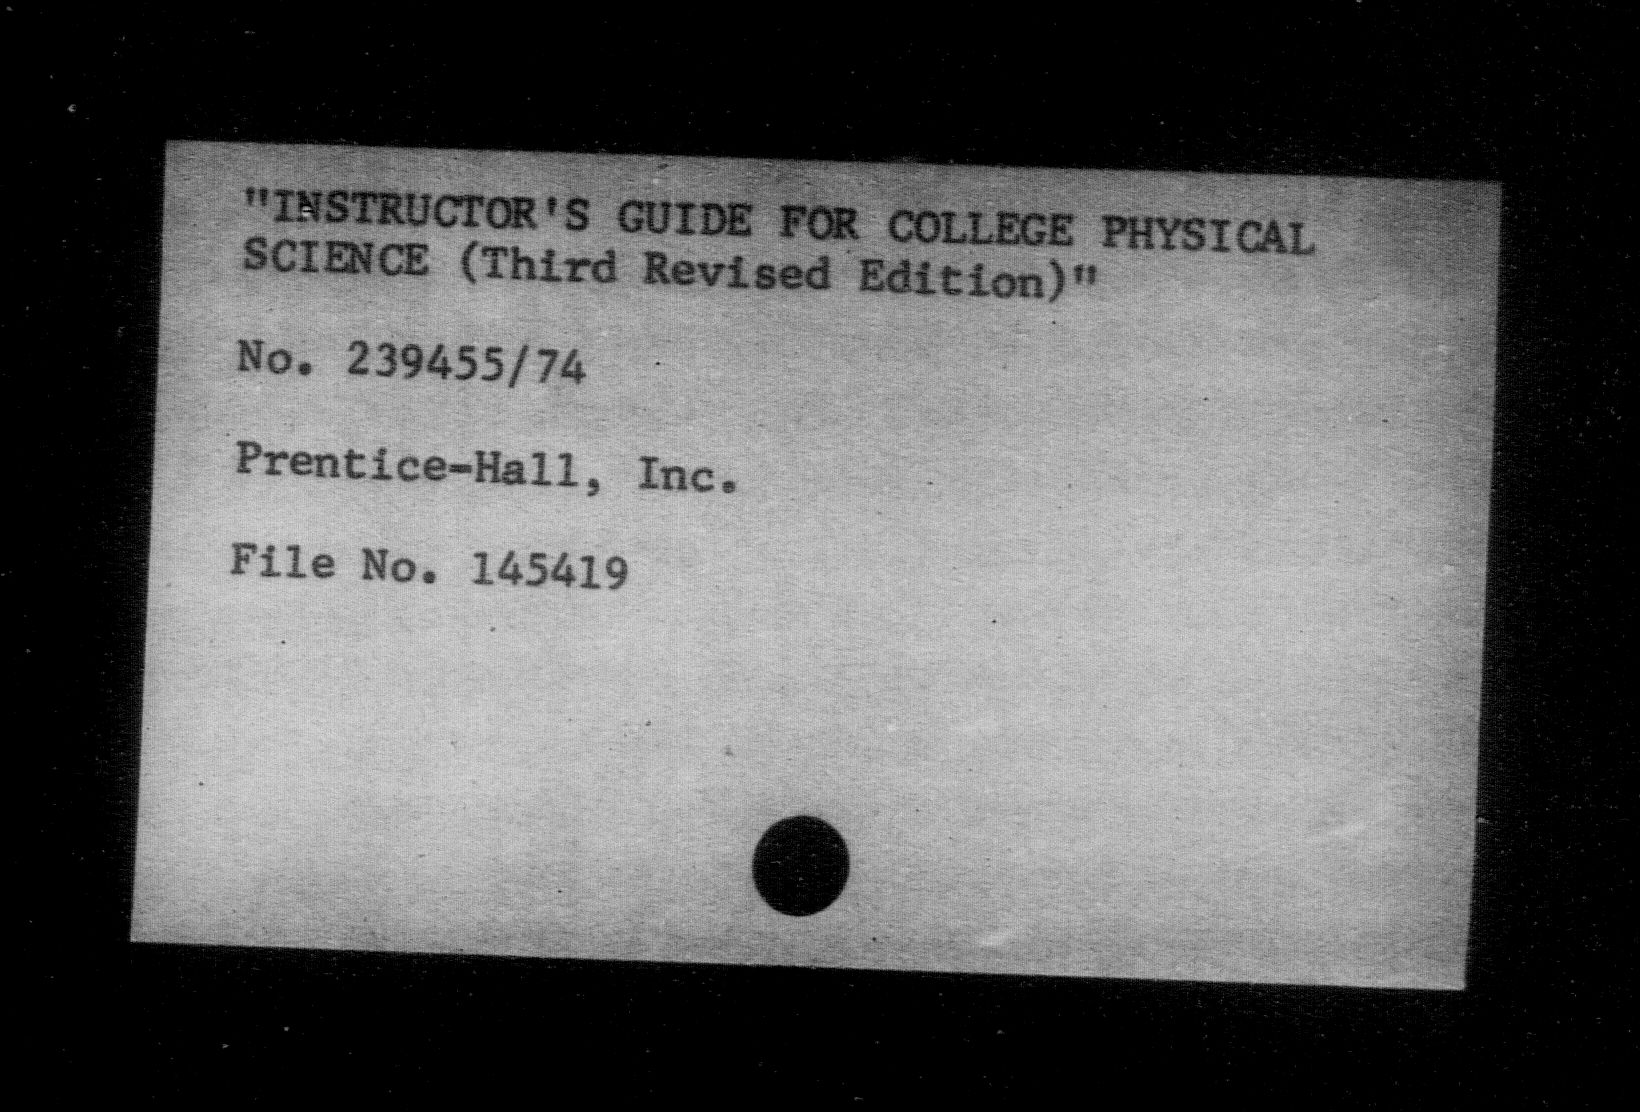 "INSTRUCTOR'S GUIDE FOR COLLEGE PHYSICAL
SCIENCE (Third Revised Edition)"
No. 239455/74
Prentice-Hall, Inc.
File No. 145419